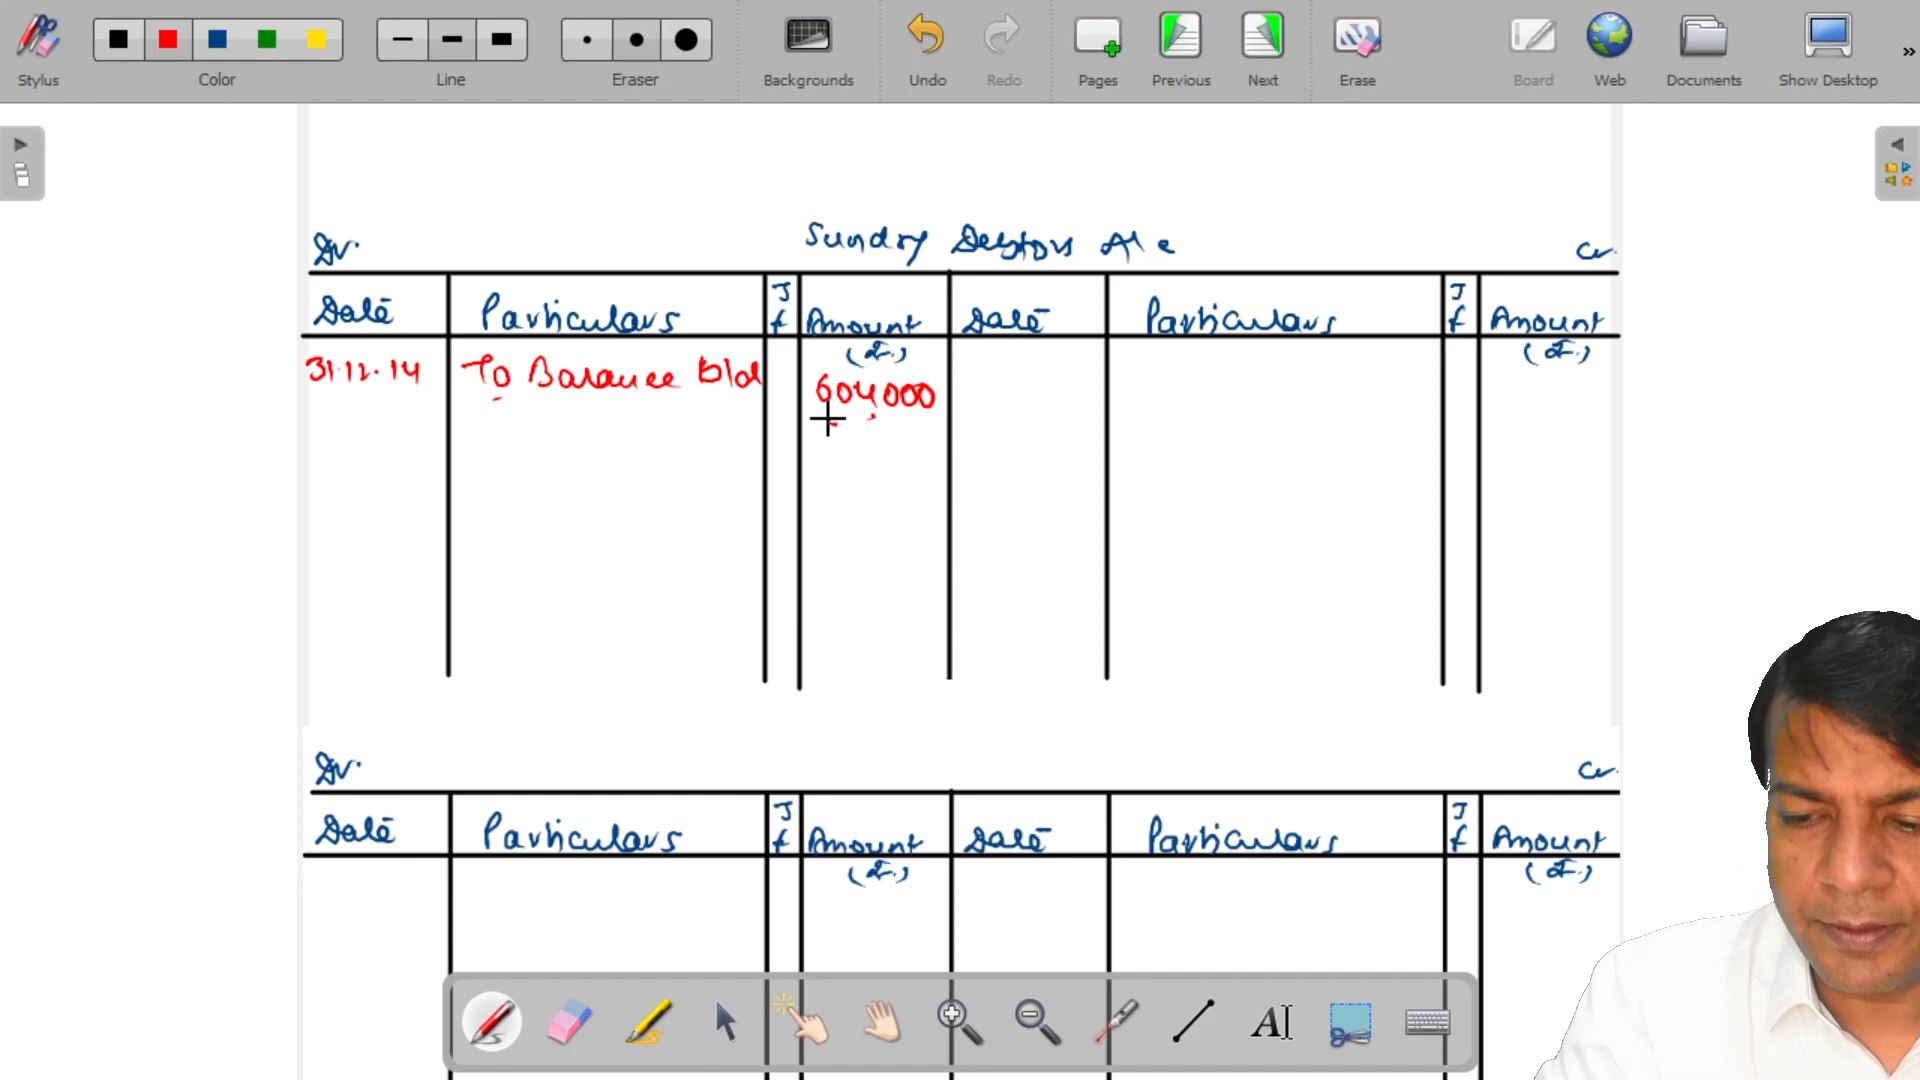 Stylus Color Line Eraser Backgrounds Undo Redo Pages Previous Next Erase Board Web Documents Show Desktop »
Dr. Sundry Debtors A/c Cr.
Date Particulars J f Amount Date Particulars J f Amount
(₹.) (₹.)
31.12.14 To Balance b/d 604000
Dr. Cr.
Date Particulars J f Amount Date Particulars J f Amount
(₹.) (₹.)